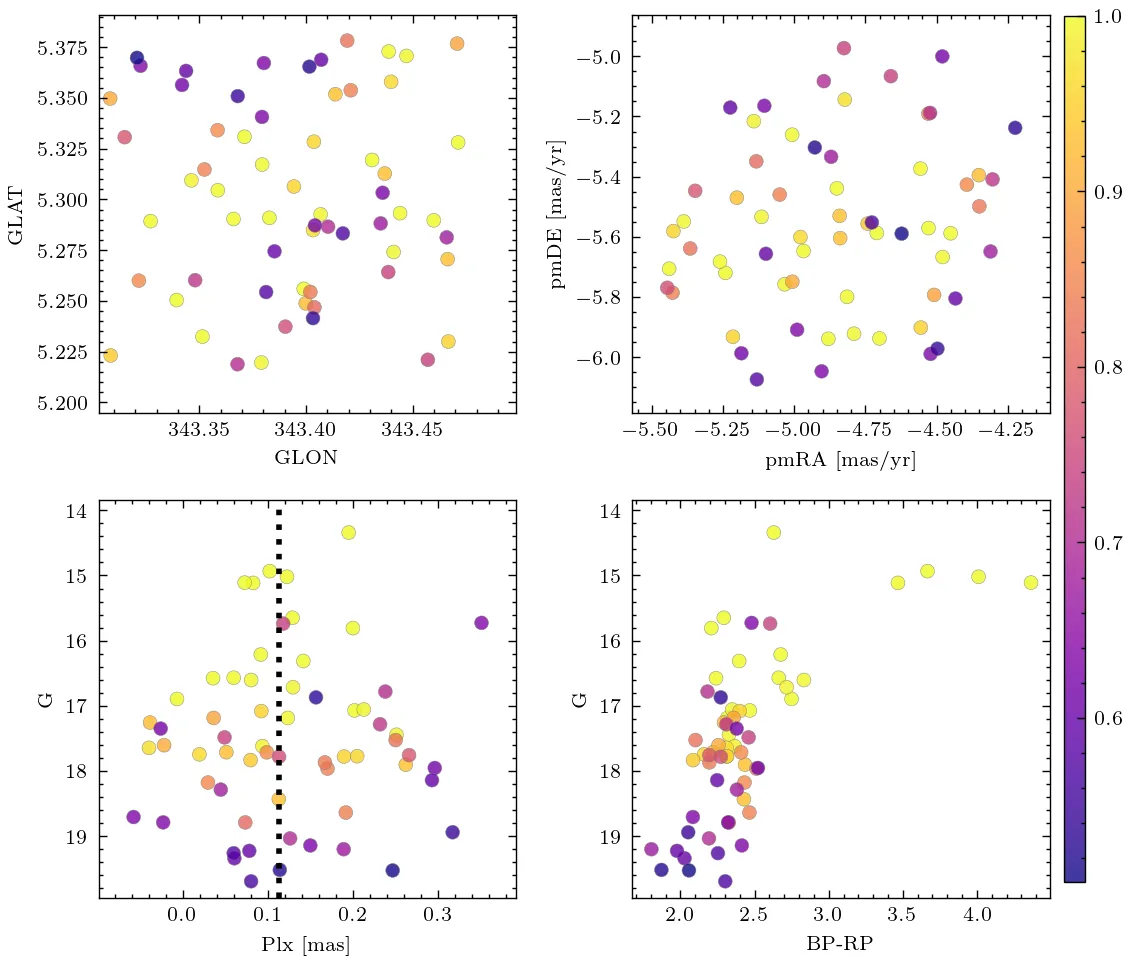 5.375
5.350
5.325
5.300
5.275
5.250
5.225
5.200
GLAT
343.35 343.40 343.45
GLON
−5.0
−5.2
−5.4
−5.6
−5.8
−6.0
pmDE [mas/yr]
−5.50 −5.25 −5.00 −4.75 −4.50 −4.25
pmRA [mas/yr]
1.0
0.9
0.8
0.7
0.6
14
15
16
17
18
19
G
0.0 0.1 0.2 0.3
Plx [mas]
14
15
16
17
18
19
G
2.0 2.5 3.0 3.5 4.0
BP-RP